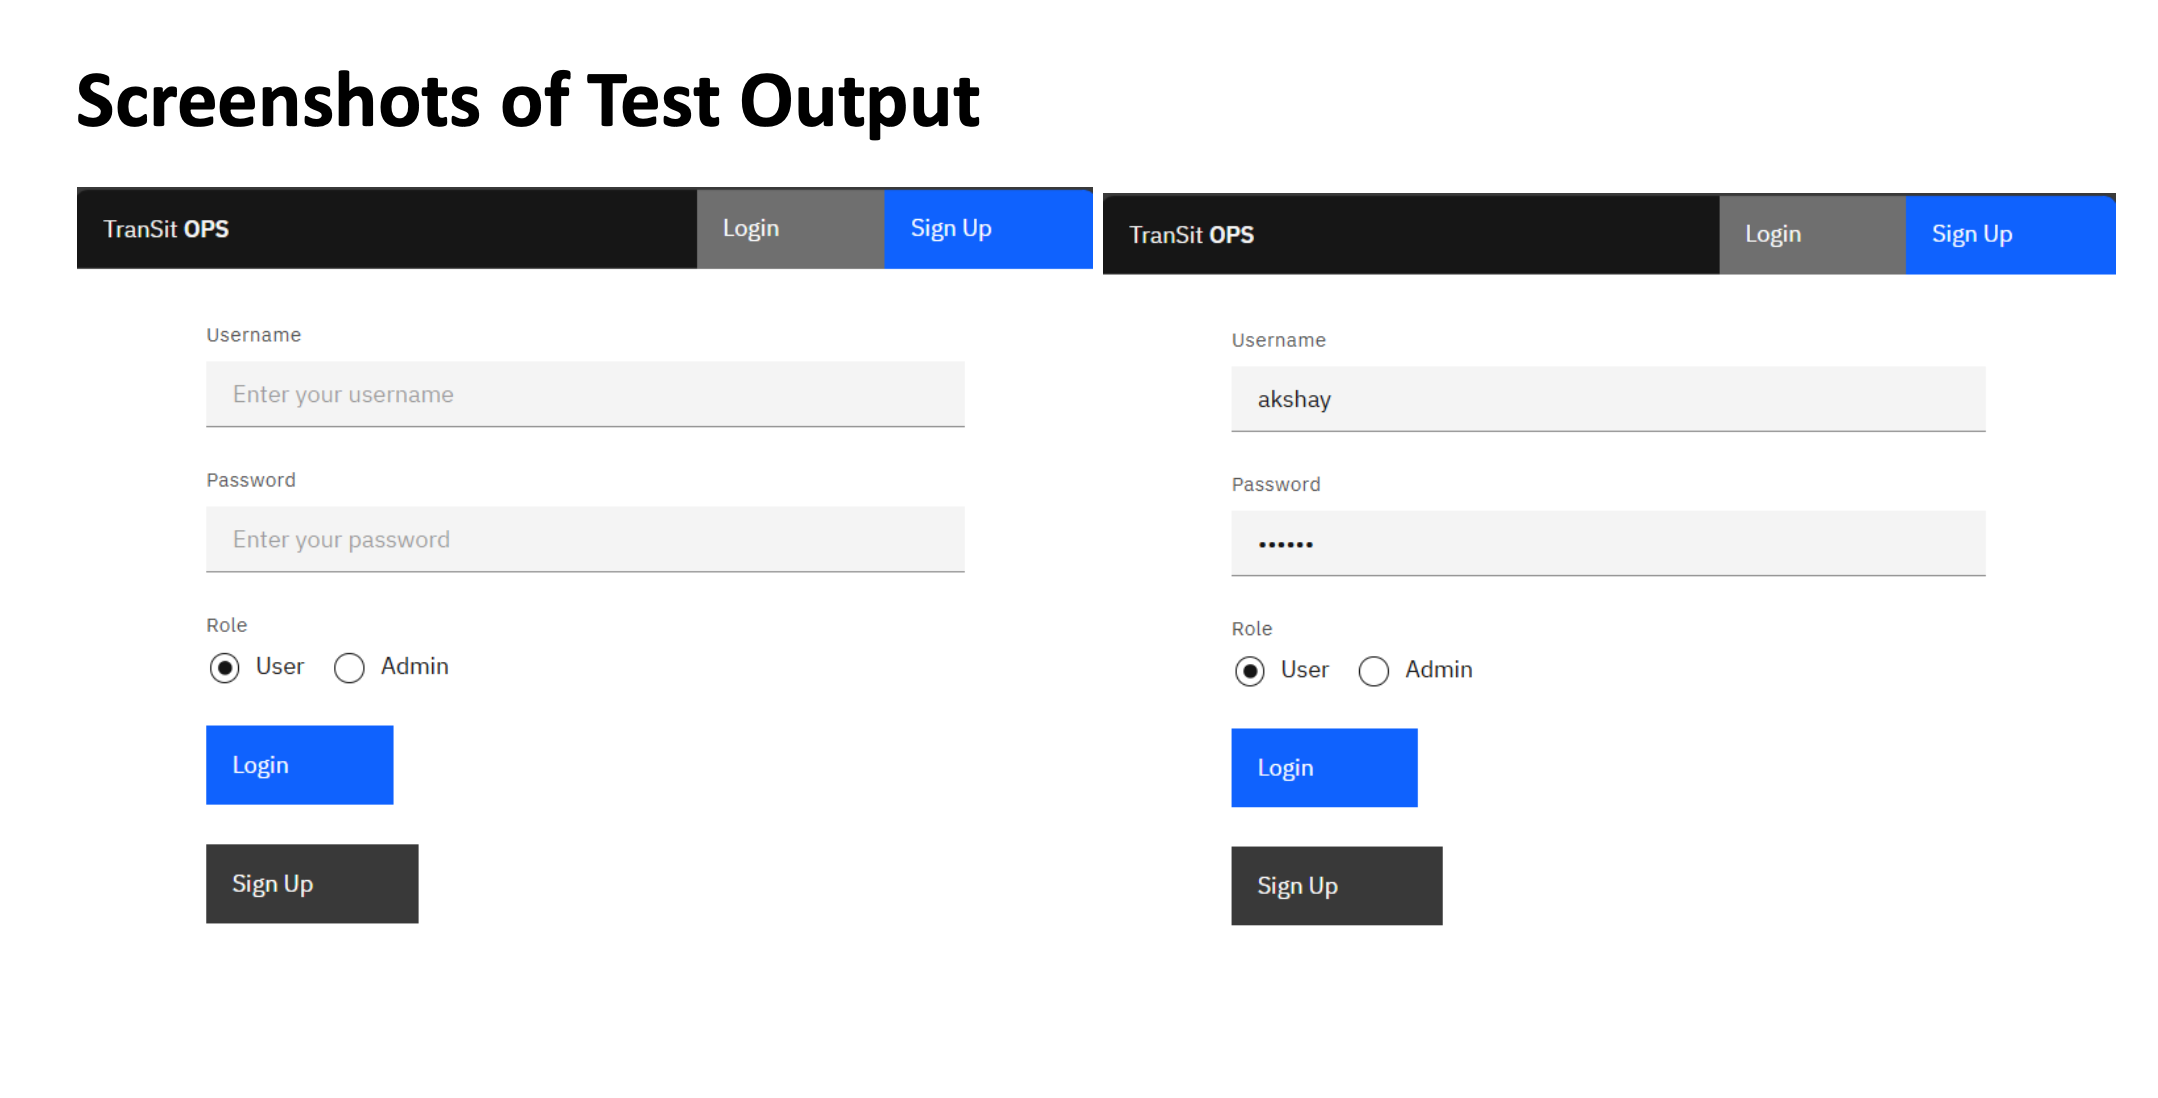 Screenshots of Test Output
TranSit OPS Login Sign Up
Username
Enter your username
Password
Enter your password
Role
User Admin
Login
Sign Up
TranSit OPS Login Sign Up
Username
akshay
Password
••••••
Role
User Admin
Login
Sign Up